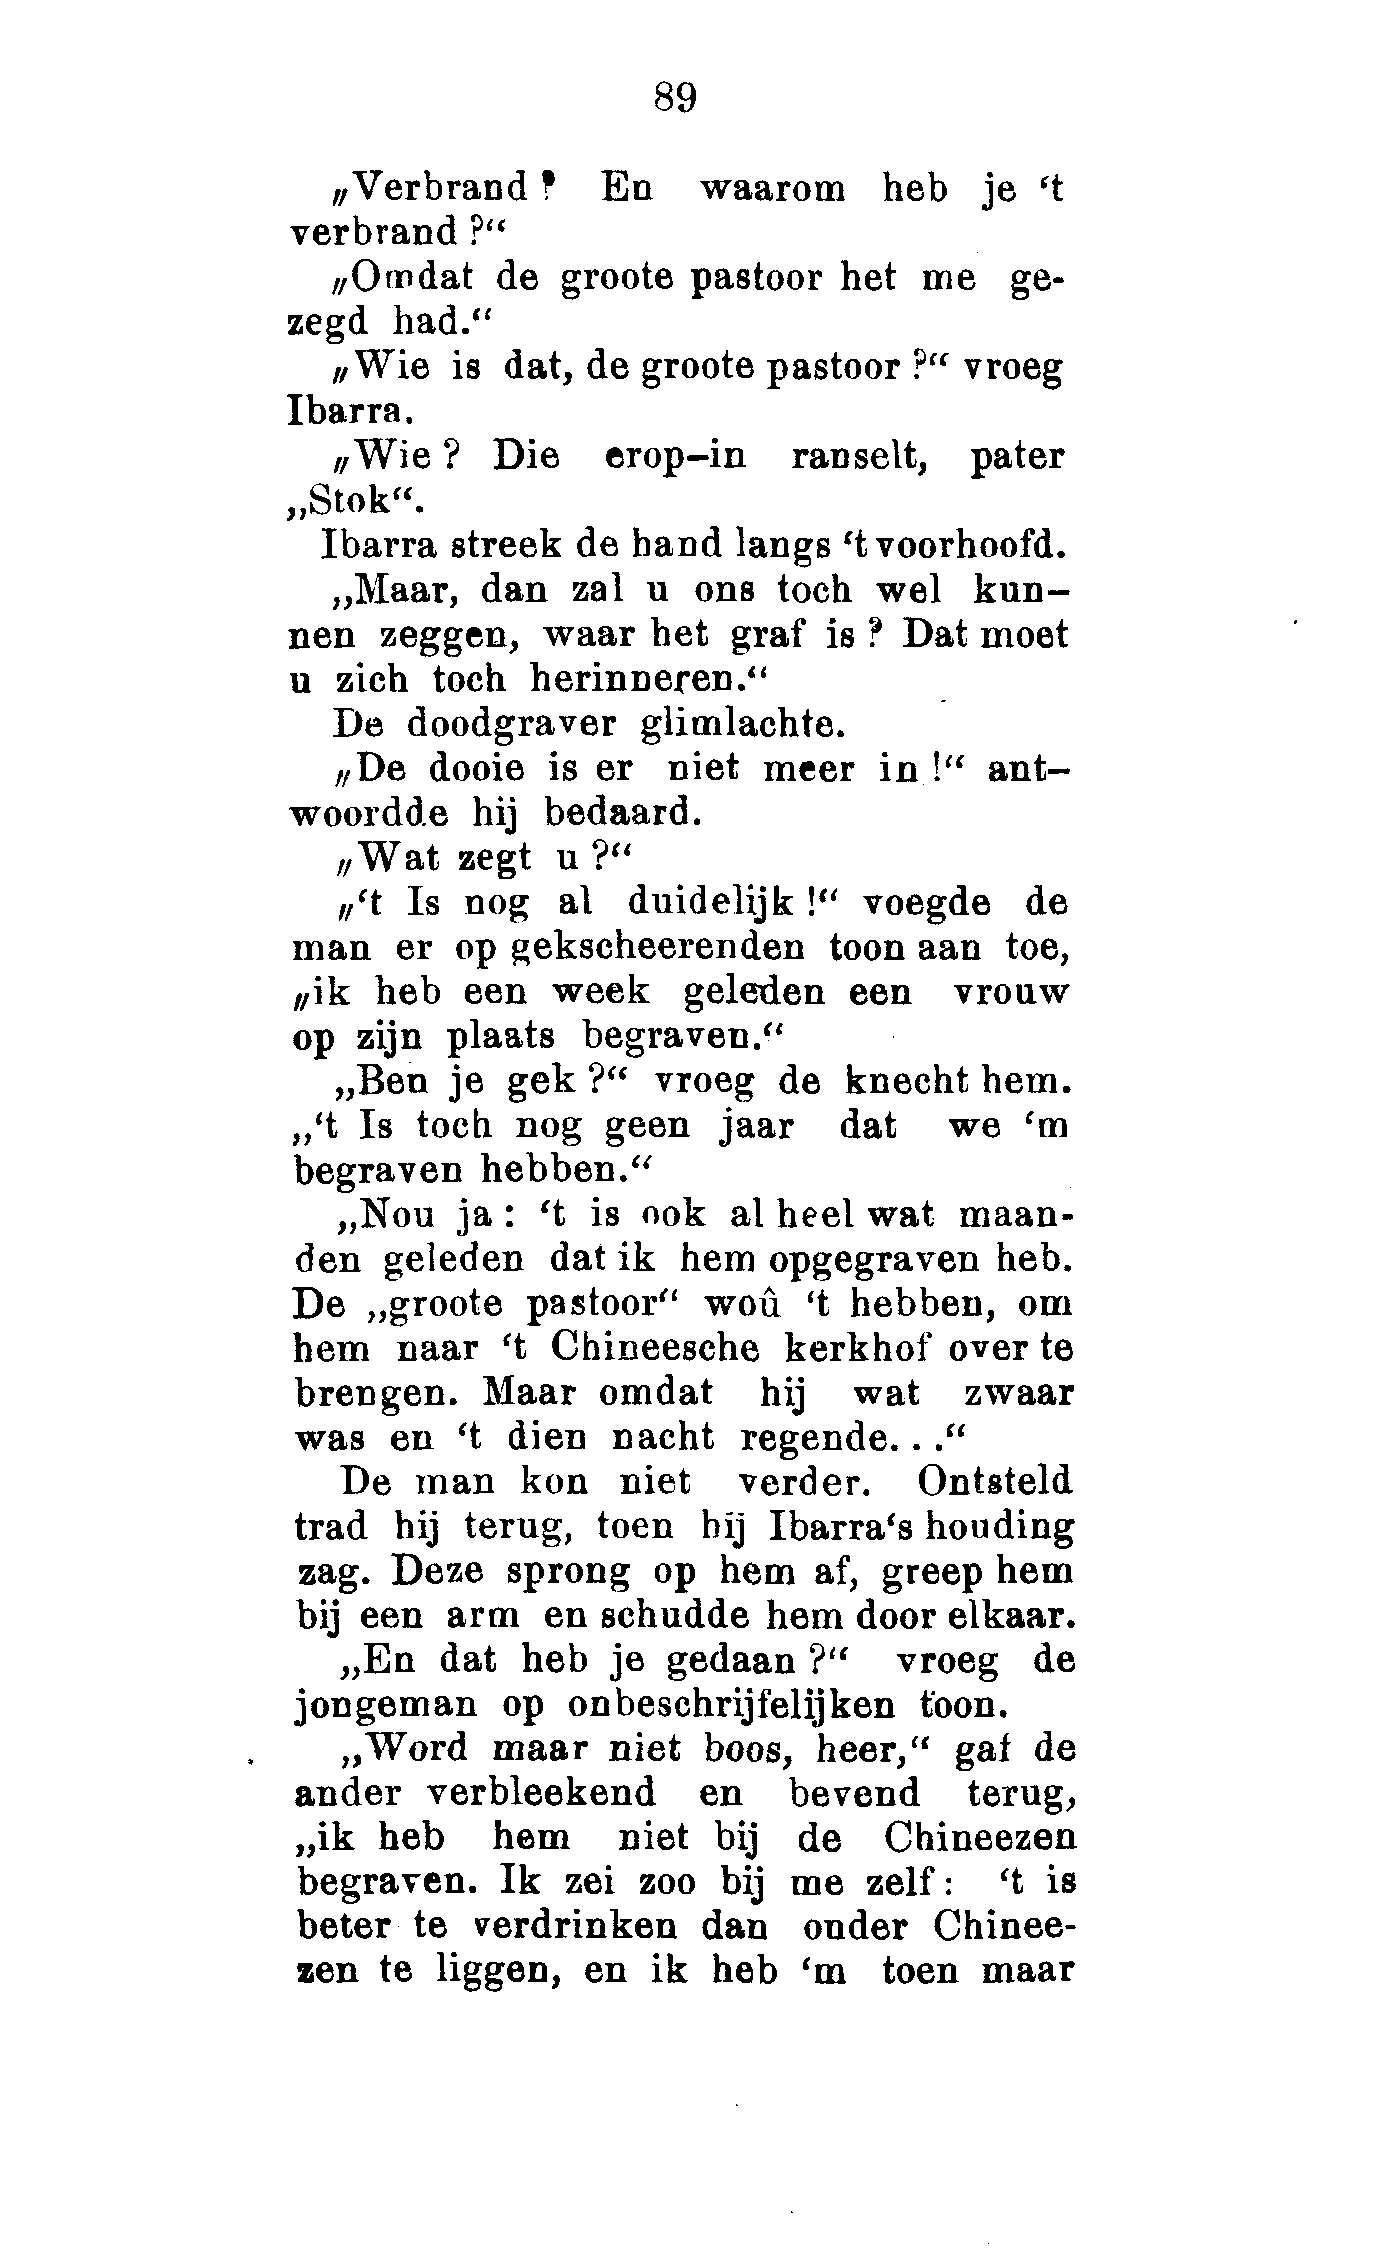 89
„Verbrand? En waarom heb je ‘t
verbrand?“
„Omdat de groote pastoor het me ge-
zegd had.“
„Wie is dat, de groote pastoor?“ vroeg
Ibarra.
„Wie? Die erop-in ranselt, pater
„Stok“.
Ibarra streek de hand langs ‘t voorhoofd.
„Maar, dan zal u ons toch wel kun-
nen zeggen, waar het graf is? Dat moet
u zich toch herinneren.“
De doodgraver glimlachte.
„De dooie is er niet meer in!“ ant-
woordde hij bedaard.
„Wat zegt u?“
„‘t Is nog al duidelijk!“ voegde de
man er op gekscheerenden toon aan toe,
„ik heb een week geleden een vrouw
op zijn plaats begraven.“
„Ben je gek?“ vroeg de knecht hem.
„‘t Is toch nog geen jaar dat we ‘m
begraven hebben.“
„Nou ja: ‘t is ook al heel wat maan-
den geleden dat ik hem opgegraven heb.
De „groote pastoor“ woû ‘t hebben, om
hem naar ‘t Chineesche kerkhof over te
brengen. Maar omdat hij wat zwaar
was en ‘t dien nacht regende. . .“
De man kon niet verder. Ontsteld
trad hij terug, toen hij Ibarra‘s houding
zag. Deze sprong op hem af, greep hem
bij een arm en schudde hem door elkaar.
„En dat heb je gedaan?“ vroeg de
jongeman op onbeschrijfelijken toon.
„Word maar niet boos, heer,“ gaf de
ander verbleekend en bevend terug,
„ik heb hem niet bij de Chineezen
begraven. Ik zei zoo bij me zelf: ‘t is
beter te verdrinken dan onder Chinee-
zen te liggen, en ik heb ‘m toen maar